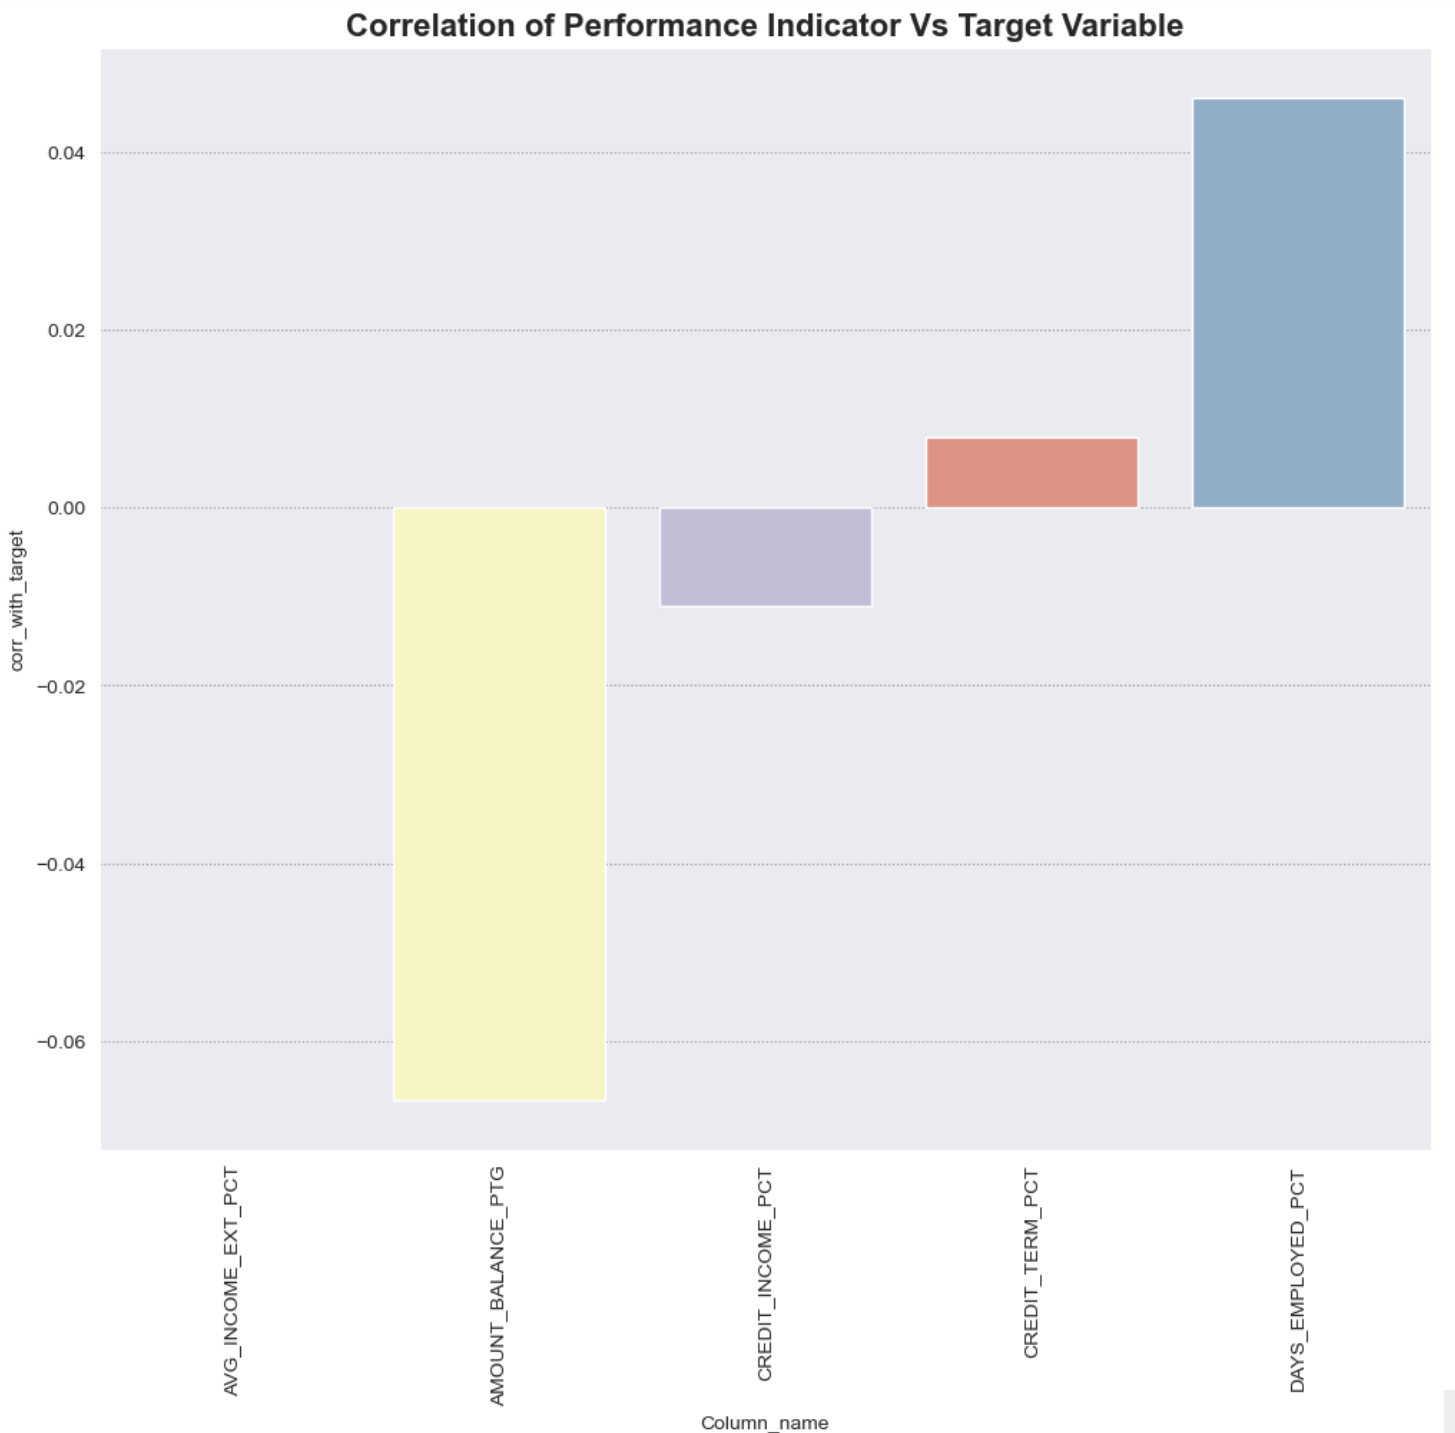 Correlation of Performance Indicator Vs Target Variable
0.04
0.02
0.00
−0.02
−0.04
−0.06
corr_with_target
AVG_INCOME_EXT_PCT
AMOUNT_BALANCE_PTG
CREDIT_INCOME_PCT
CREDIT_TERM_PCT
DAYS_EMPLOYED_PCT
Column_name